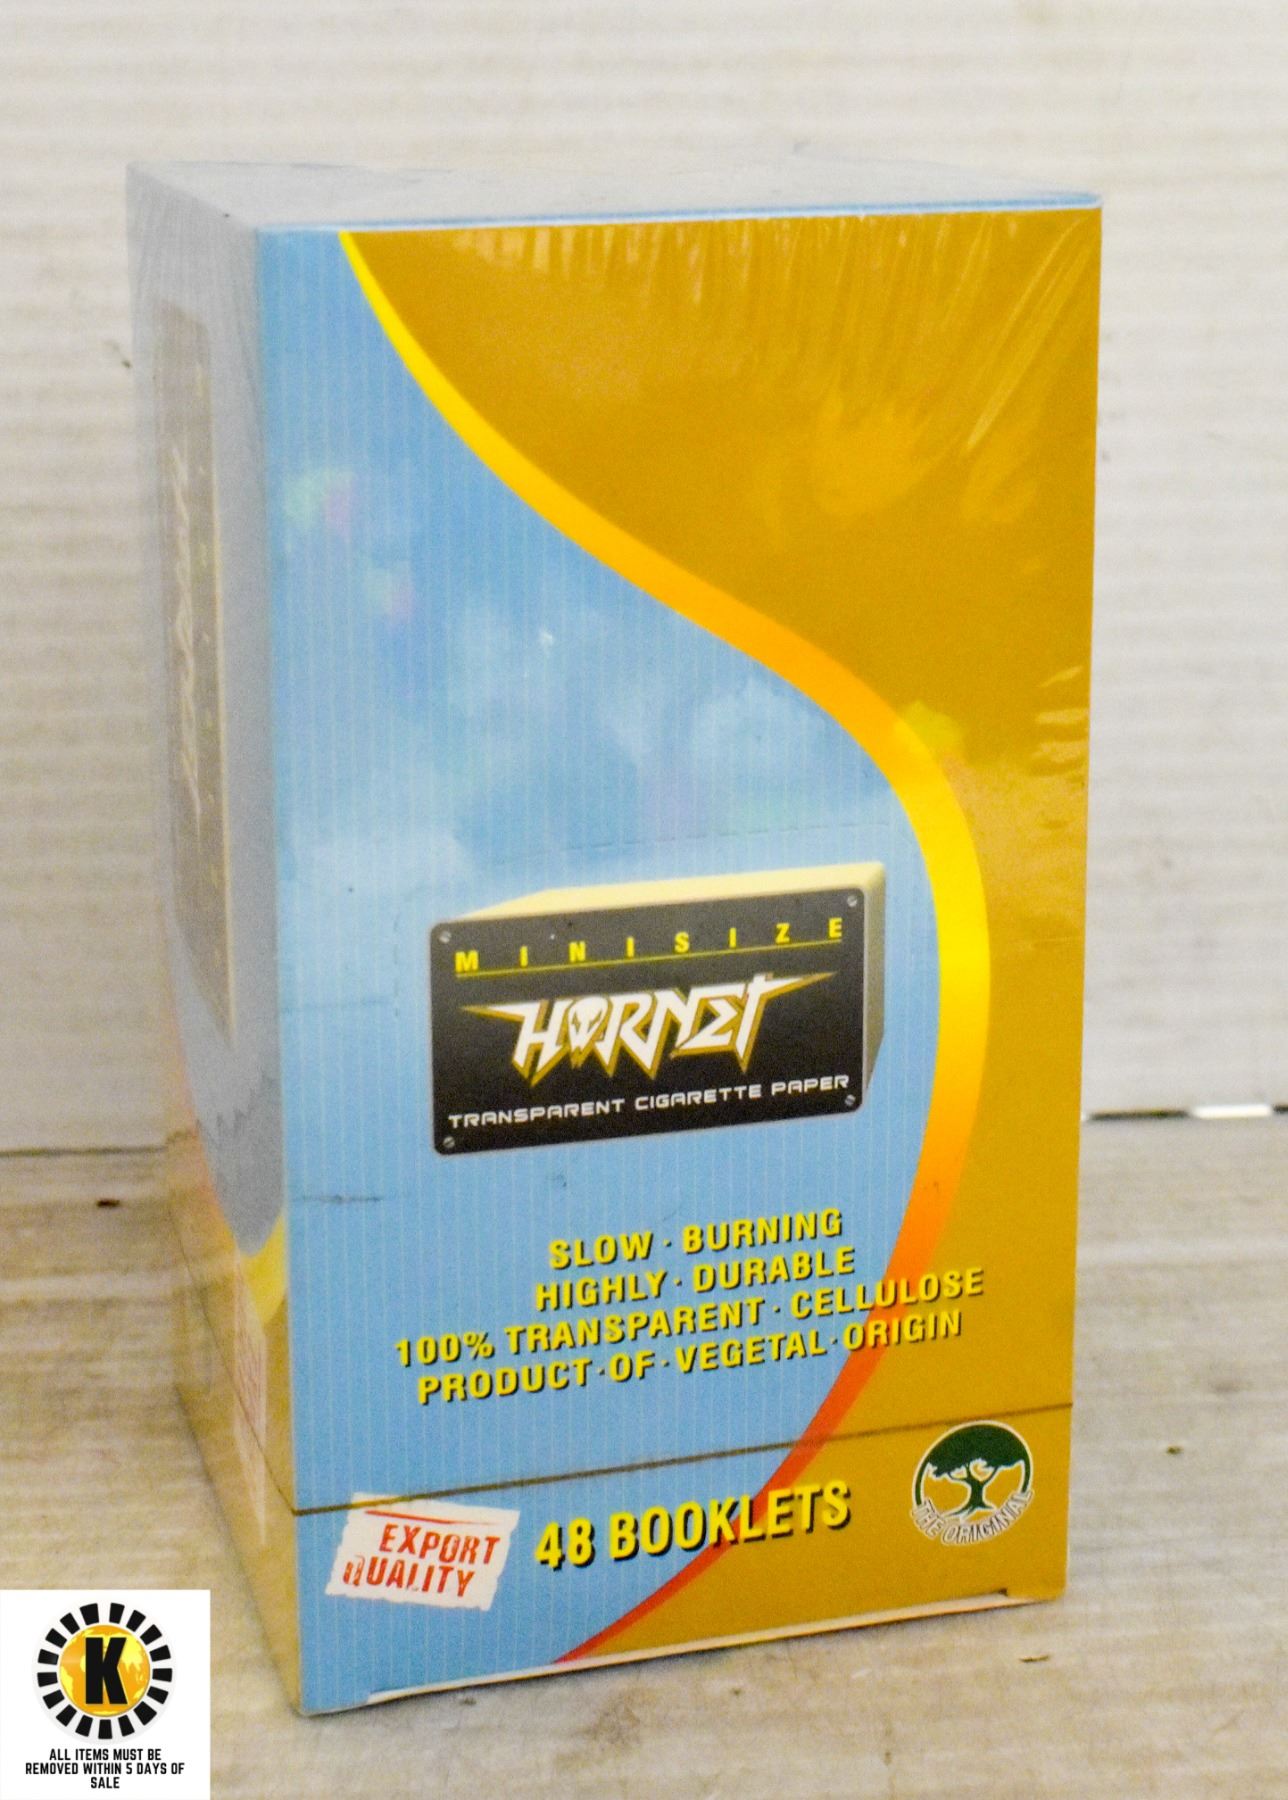 MINISIZE
HORNET
TRANSPARENT CIGARETTE PAPER
SLOW · BURNING
HIGHLY · DURABLE
100% TRANSPARENT · CELLULOSE
PRODUCT · OF · VEGETAL · ORIGIN
EXPORT
QUALITY
48 BOOKLETS
THE ORIGINAL
K
ALL ITEMS MUST BE
REMOVED WITHIN 5 DAYS OF
SALE